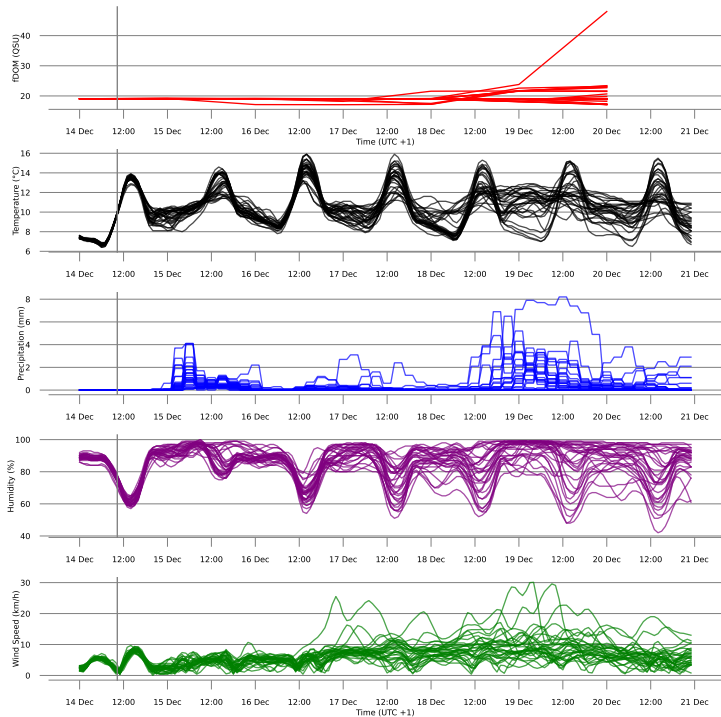 fDOM (QSU)
40
30
20
14 Dec 12:00 15 Dec 12:00 16 Dec 12:00 17 Dec 12:00 18 Dec 12:00 19 Dec 12:00 20 Dec 12:00 21 Dec
Time (UTC +1)
Temperature (°C)
16
14
12
10
8
6
14 Dec 12:00 15 Dec 12:00 16 Dec 12:00 17 Dec 12:00 18 Dec 12:00 19 Dec 12:00 20 Dec 12:00 21 Dec
Precipitation (mm)
8
6
4
2
0
14 Dec 12:00 15 Dec 12:00 16 Dec 12:00 17 Dec 12:00 18 Dec 12:00 19 Dec 12:00 20 Dec 12:00 21 Dec
Humidity (%)
100
80
60
40
14 Dec 12:00 15 Dec 12:00 16 Dec 12:00 17 Dec 12:00 18 Dec 12:00 19 Dec 12:00 20 Dec 12:00 21 Dec
Wind Speed (km/h)
30
20
10
0
14 Dec 12:00 15 Dec 12:00 16 Dec 12:00 17 Dec 12:00 18 Dec 12:00 19 Dec 12:00 20 Dec 12:00 21 Dec
Time (UTC +1)